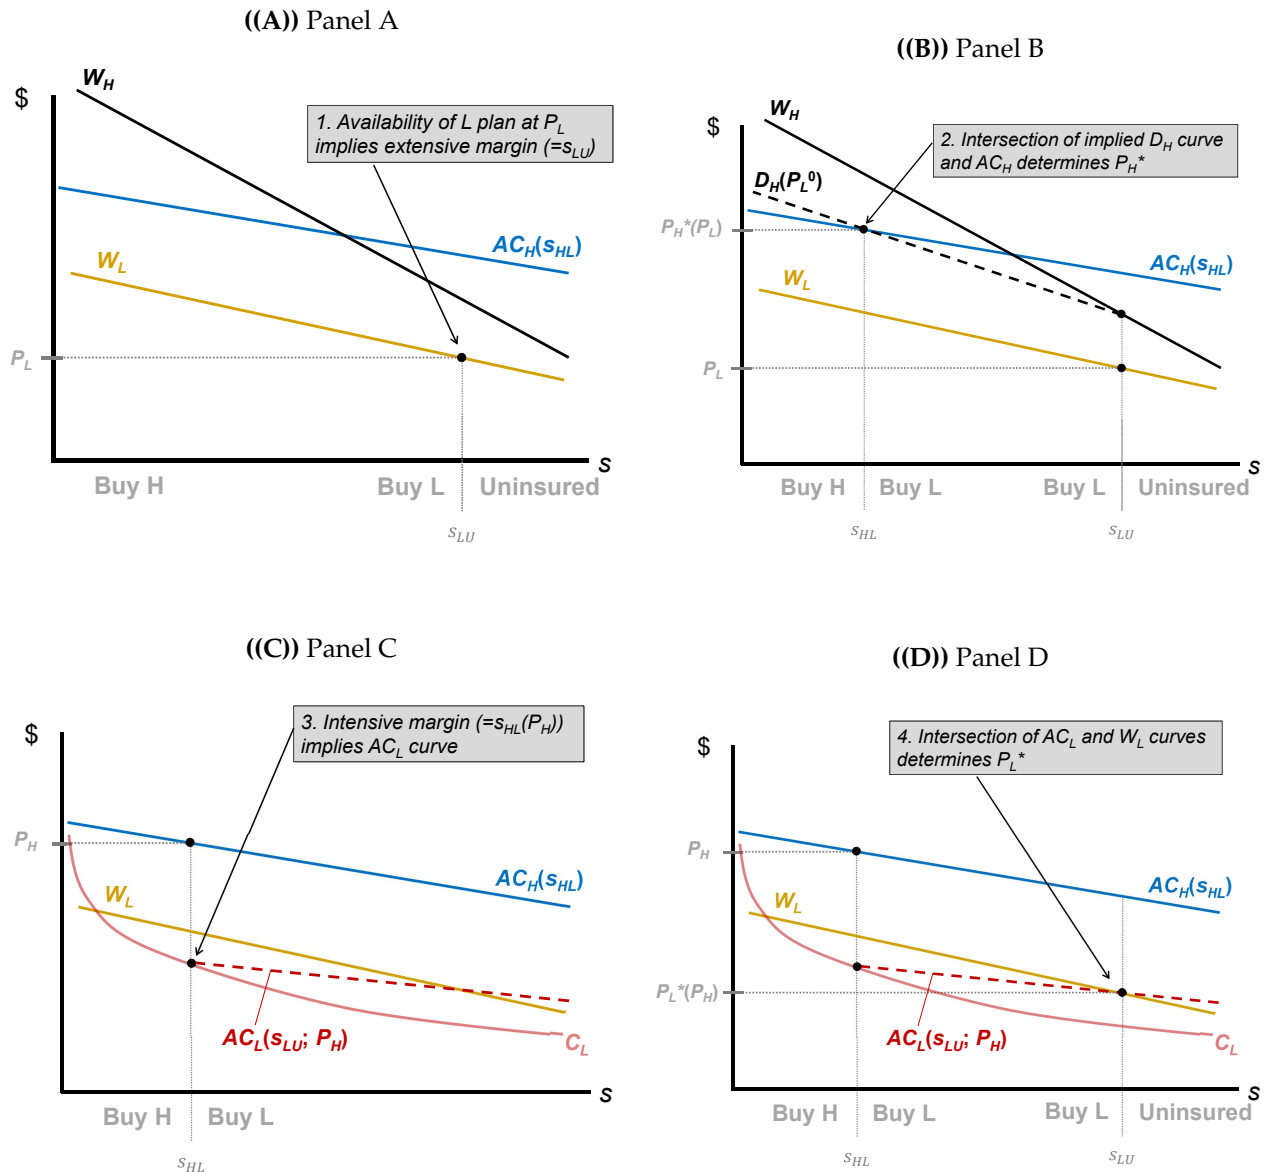 ((A)) Panel A
$
W_H
1. Availability of L plan at P_L
implies extensive margin (=s_LU)
AC_H(s_HL)
W_L
P_L
s
Buy H
Buy L
Uninsured
s_LU
((B)) Panel B
$
W_H
2. Intersection of implied D_H curve
and AC_H determines P_H*
D_H(P_L^0)
P_H*(P_L)
AC_H(s_HL)
W_L
P_L
s
Buy H
Buy L
Buy L
Uninsured
s_HL
s_LU
((C)) Panel C
$
3. Intensive margin (=s_HL(P_H))
implies AC_L curve
P_H
AC_H(s_HL)
W_L
AC_L(s_LU; P_H)
C_L
s
Buy H
Buy L
s_HL
((D)) Panel D
$
4. Intersection of AC_L and W_L curves
determines P_L*
P_H
AC_H(s_HL)
W_L
P_L*(P_H)
AC_L(s_LU; P_H)
C_L
s
Buy H
Buy L
Buy L
Uninsured
s_HL
s_LU